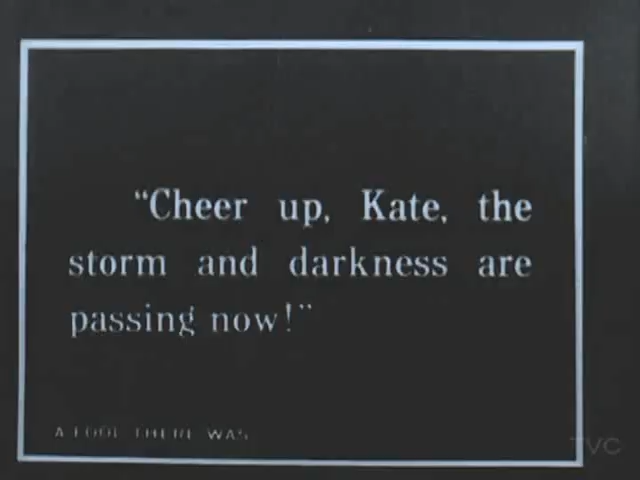 “Cheer up, Kate, the
storm and darkness are
passing now!”
A FOOL THERE WAS
TVC